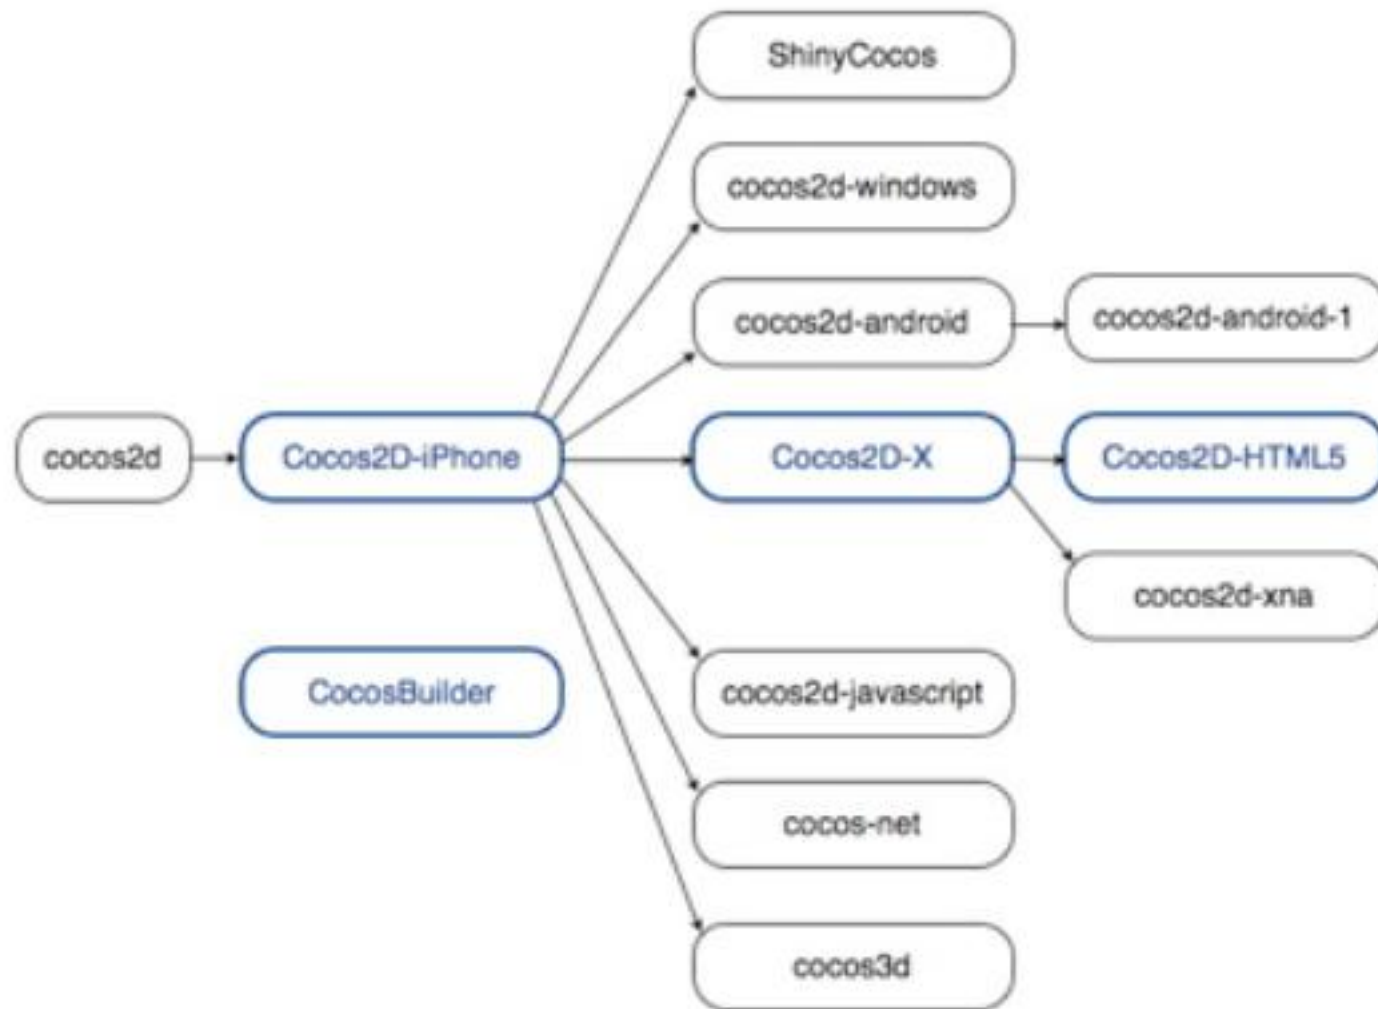 ShinyCocos
cocos2d-windows
cocos2d-android
cocos2d-android-1
cocos2d
Cocos2D-iPhone
Cocos2D-X
Cocos2D-HTML5
cocos2d-xna
CocosBuilder
cocos2d-javascript
cocos-net
cocos3d